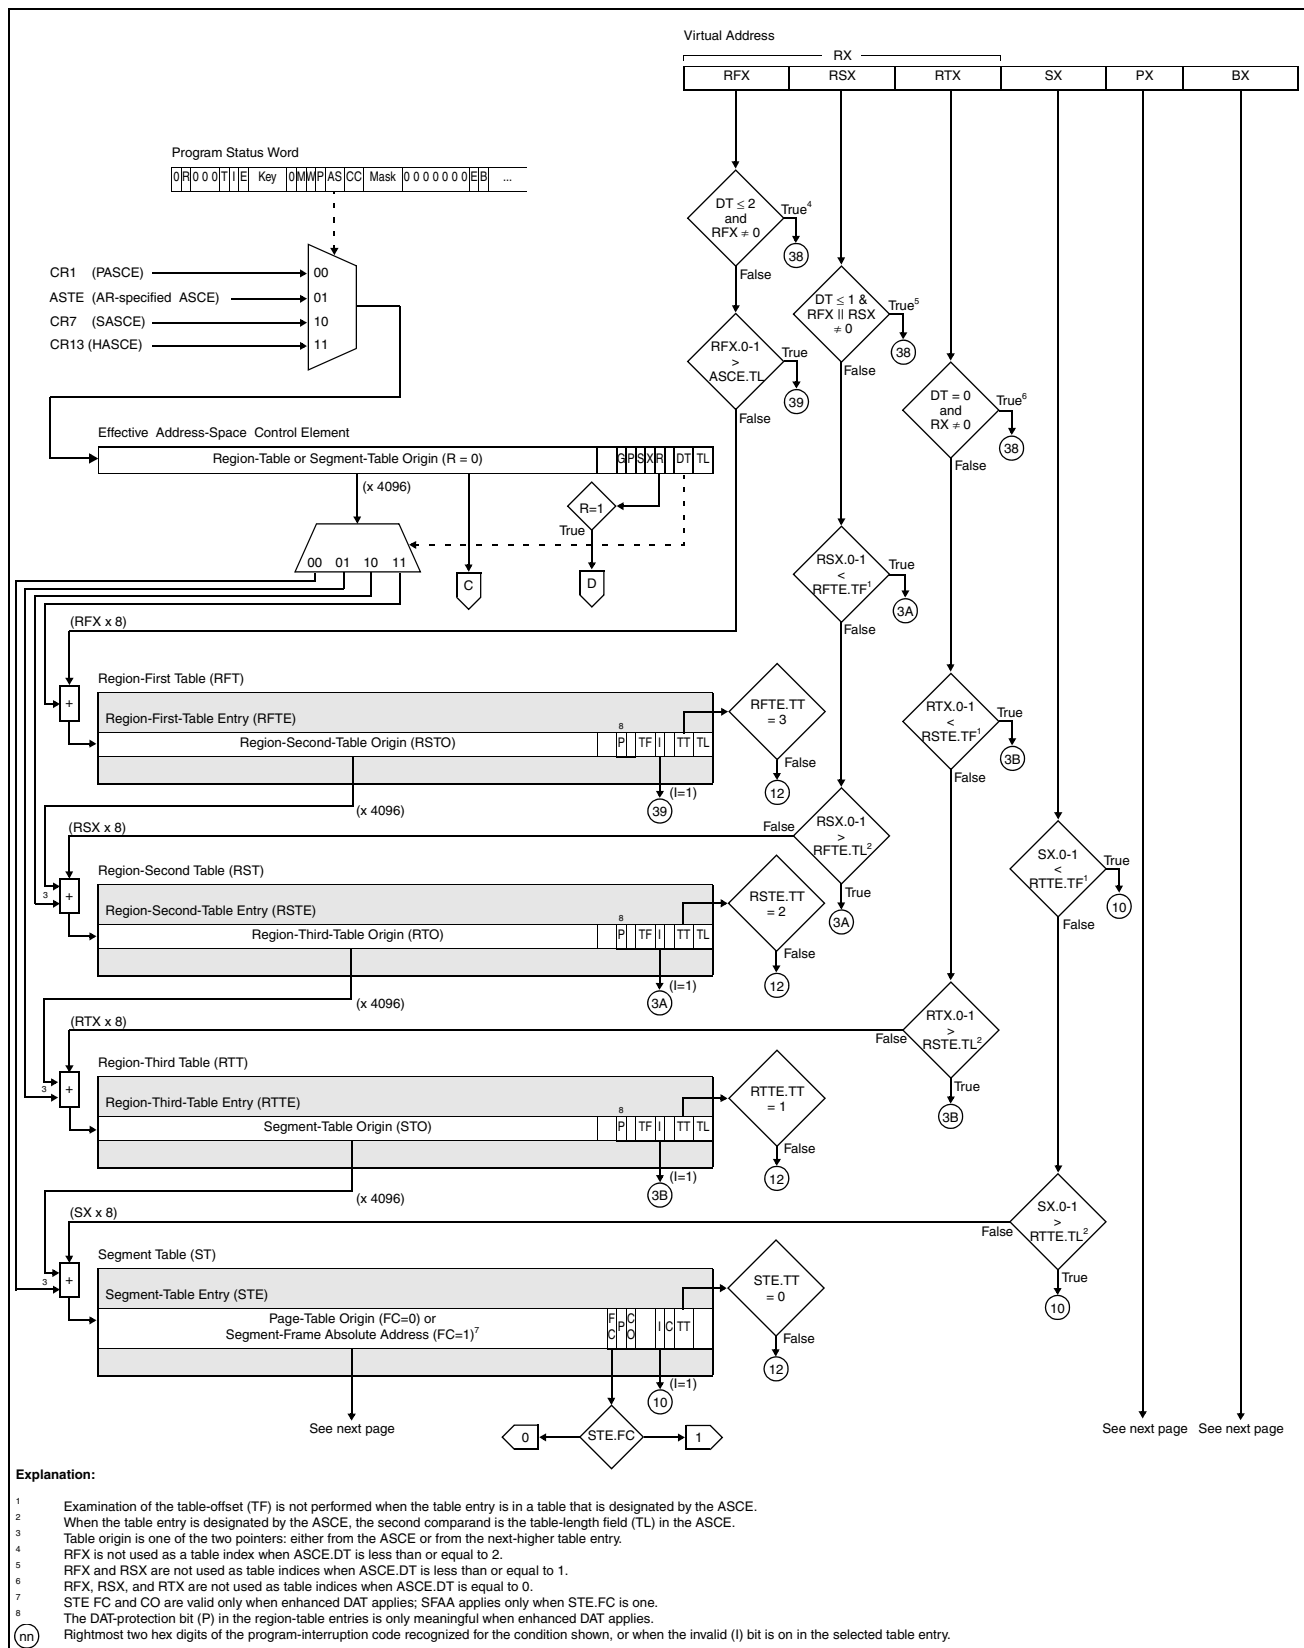 Virtual Address
RX
RFX RSX RTX SX PX BX
Program Status Word
0 R 0 0 0 T I E Key 0 M W P AS CC Mask 0 0 0 0 0 0 0 E B ...
DT ≤ 2
and
RFX ≠ 0
True4
38
False
CR1 (PASCE) 00
ASTE (AR-specified ASCE) 01
CR7 (SASCE) 10
CR13 (HASCE) 11
DT ≤ 1 &
RFX || RSX
≠ 0
True5
38
False
RFX.0-1
>
ASCE.TL
True
39
False
DT = 0
and
RX ≠ 0
True6
38
False
Effective Address-Space Control Element
Region-Table or Segment-Table Origin (R = 0) G P S X R DT TL
(x 4096)
R=1
True
00 01 10 11
C
D
RSX.0-1
<
RFTE.TF1
True
3A
False
(RFX x 8)
Region-First Table (RFT)
+
Region-First-Table Entry (RFTE)
8
Region-Second-Table Origin (RSTO) P TF I TT TL
RFTE.TT
= 3
False
12
(I=1)
39
(x 4096)
RTX.0-1
<
RSTE.TF1
True
3B
False
(RSX x 8)
False
RSX.0-1
>
RFTE.TL2
True
3A
Region-Second Table (RST)
3
+
Region-Second-Table Entry (RSTE)
8
Region-Third-Table Origin (RTO) P TF I TT TL
RSTE.TT
= 2
False
12
(I=1)
3A
(x 4096)
SX.0-1
<
RTTE.TF1
True
10
False
(RTX x 8)
False
RTX.0-1
>
RSTE.TL2
True
3B
Region-Third Table (RTT)
3
+
Region-Third-Table Entry (RTTE)
8
Segment-Table Origin (STO) P TF I TT TL
RTTE.TT
= 1
False
12
(I=1)
3B
(x 4096)
(SX x 8)
False
SX.0-1
>
RTTE.TL2
True
10
Segment Table (ST)
3
+
Segment-Table Entry (STE)
Page-Table Origin (FC=0) or
Segment-Frame Absolute Address (FC=1)7
FC P CO I C TT
STE.TT
= 0
False
12
(I=1)
10
See next page
0 STE.FC 1
See next page See next page
Explanation:
1 Examination of the table-offset (TF) is not performed when the table entry is in a table that is designated by the ASCE.
2 When the table entry is designated by the ASCE, the second comparand is the table-length field (TL) in the ASCE.
3 Table origin is one of the two pointers: either from the ASCE or from the next-higher table entry.
4 RFX is not used as a table index when ASCE.DT is less than or equal to 2.
5 RFX and RSX are not used as table indices when ASCE.DT is less than or equal to 1.
6 RFX, RSX, and RTX are not used as table indices when ASCE.DT is equal to 0.
7 STE FC and CO are valid only when enhanced DAT applies; SFAA applies only when STE.FC is one.
8 The DAT-protection bit (P) in the region-table entries is only meaningful when enhanced DAT applies.
nn Rightmost two hex digits of the program-interruption code recognized for the condition shown, or when the invalid (I) bit is on in the selected table entry.